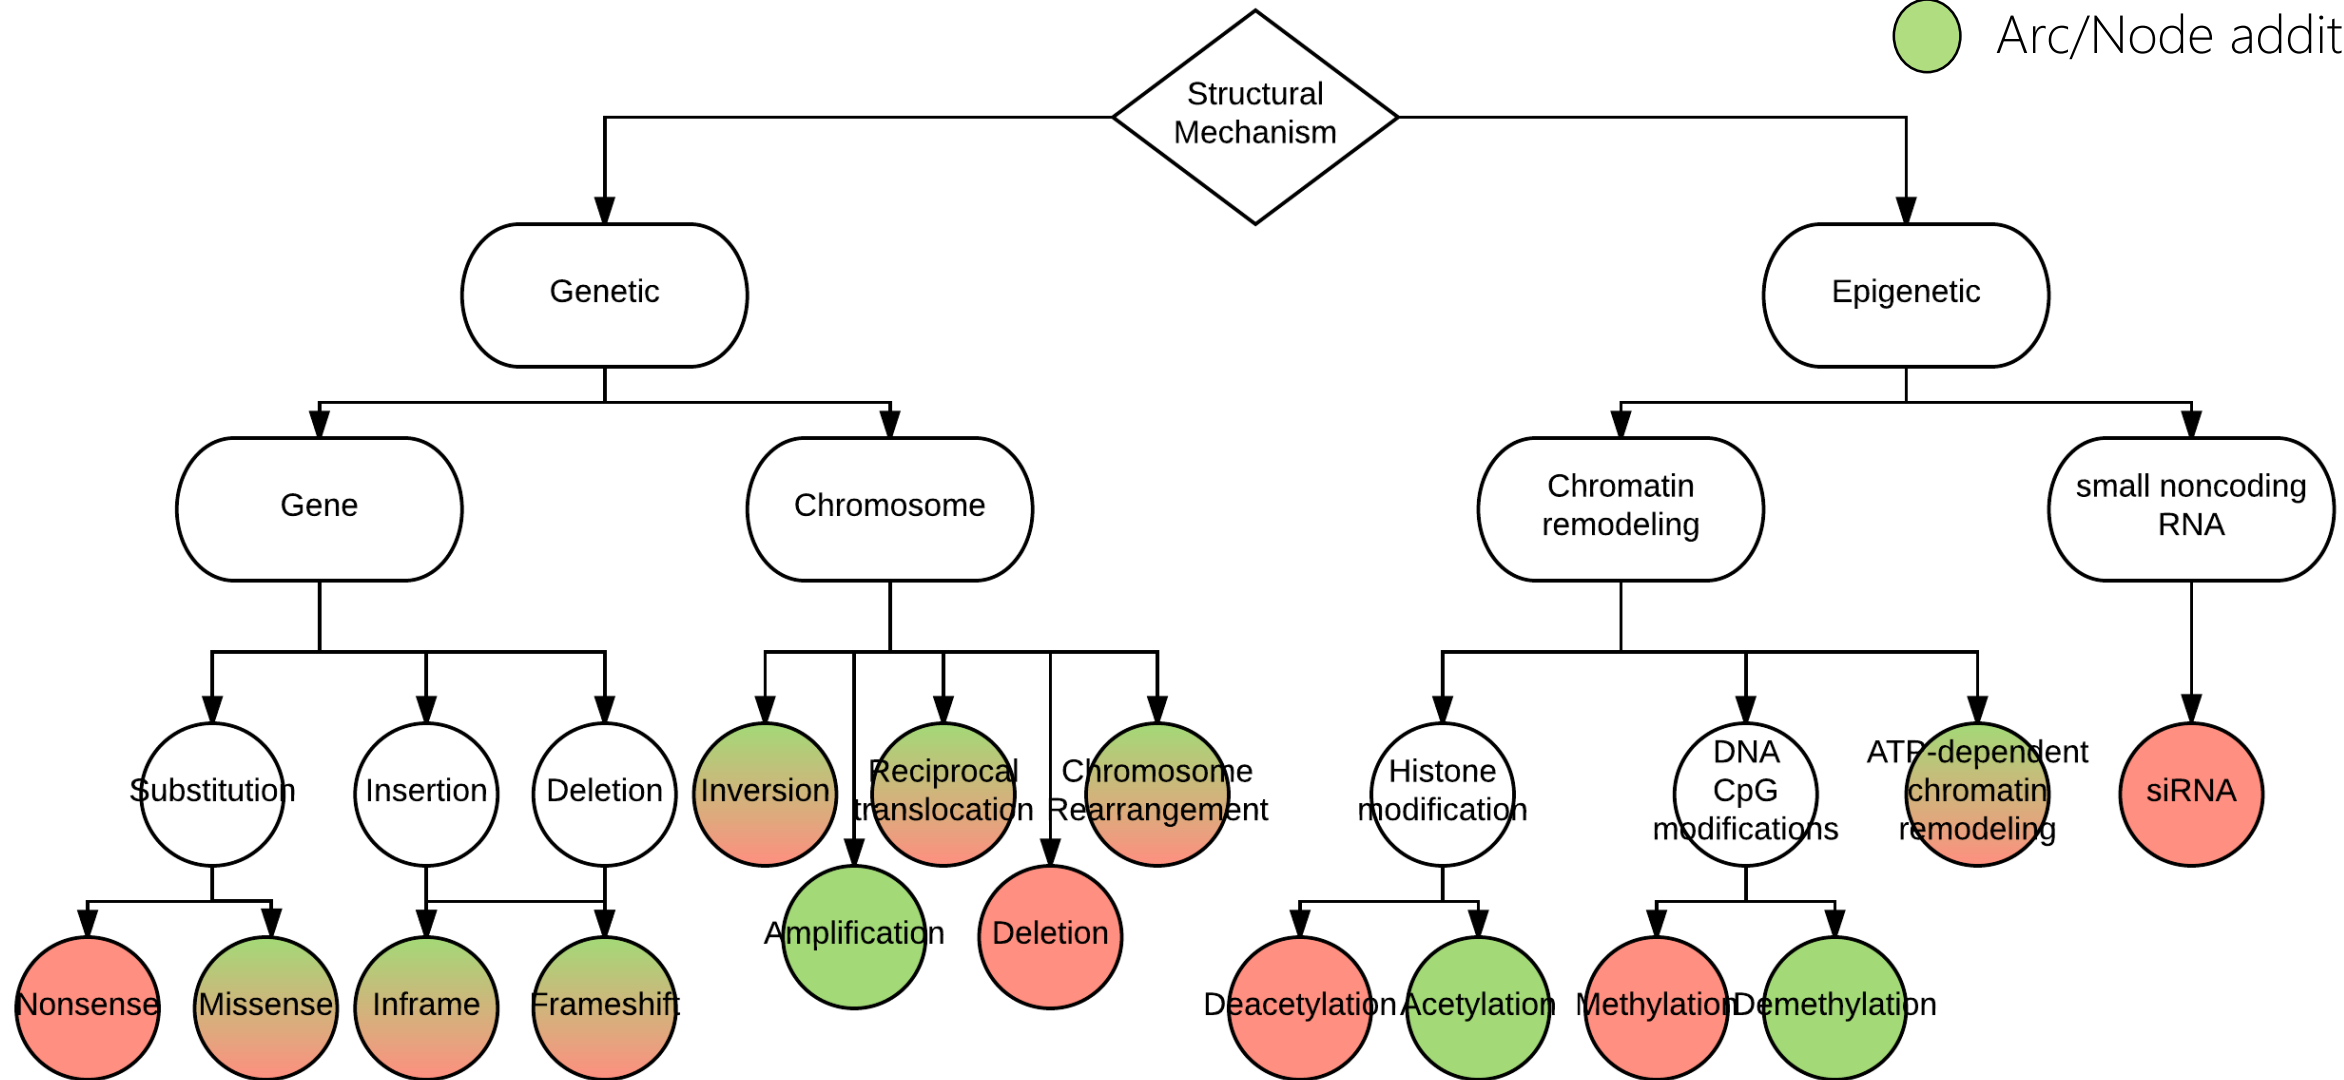 Arc/Node addit
Structural
Mechanism
Genetic
Epigenetic
Gene
Chromosome
Chromatin
remodeling
small noncoding
RNA
Substitution
Insertion
Deletion
Inversion
Reciprocal
translocation
Chromosome
Rearrangement
Histone
modification
DNA
CpG
modifications
ATP-dependent
chromatin
remodeling
siRNA
Amplification
Deletion
Nonsense
Missense
Inframe
Frameshift
Deacetylation
Acetylation
Methylation
Demethylation